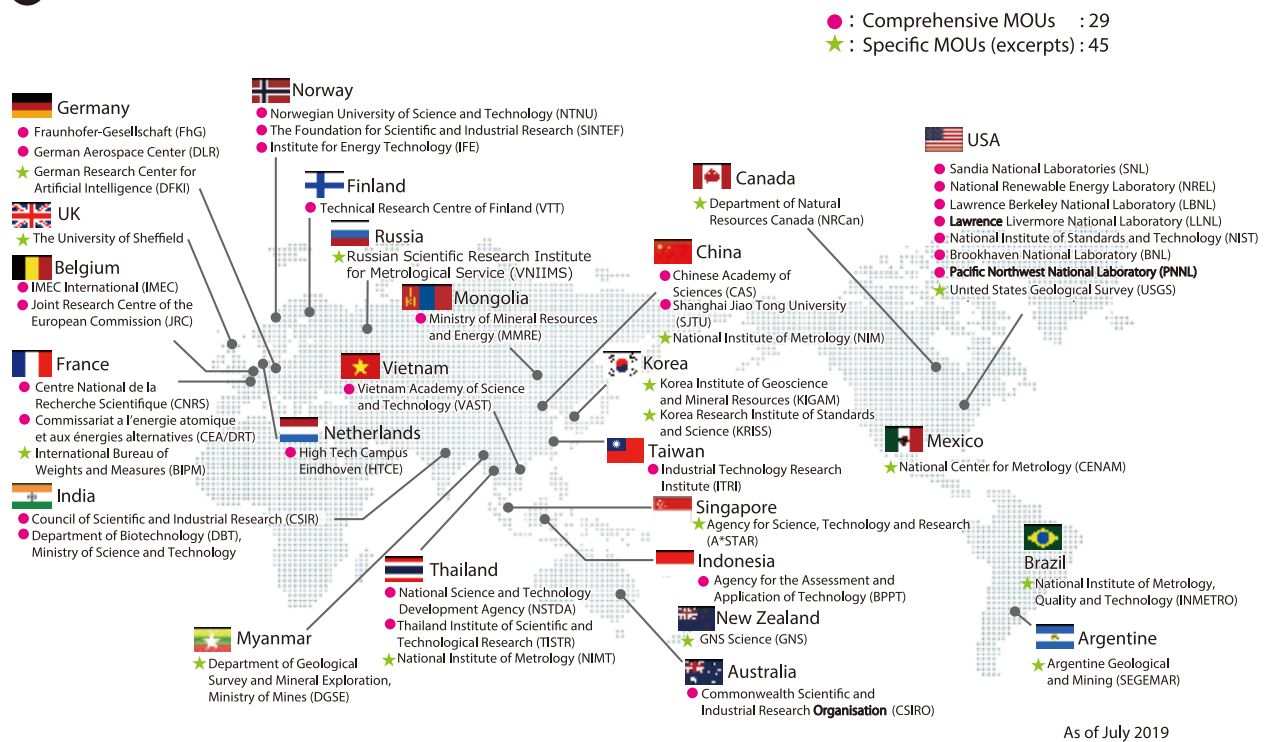 : Comprehensive MOUs : 29
: Specific MOUs (excerpts) : 45
Germany
Fraunhofer-Gesellschaft (FhG)
German Aerospace Center (DLR)
German Research Center for
Artificial Intelligence (DFKI)
UK
The University of Sheffield
Belgium
IMEC International (IMEC)
Joint Research Centre of the
European Commission (JRC)
France
Centre National de la
Recherche Scientifique (CNRS)
Commissariat a l'energie atomique
et aux énergies alternatives (CEA/DRT)
International Bureau of
Weights and Measures (BIPM)
India
Council of Scientific and Industrial Research (CSIR)
Department of Biotechnology (DBT),
Ministry of Science and Technology
Norway
Norwegian University of Science and Technology (NTNU)
The Foundation for Scientific and Industrial Research (SINTEF)
Institute for Energy Technology (IFE)
Finland
Technical Research Centre of Finland (VTT)
Russia
Russian Scientific Research Institute
for Metrological Service (VNIIMS)
Mongolia
Ministry of Mineral Resources
and Energy (MMRE)
Vietnam
Vietnam Academy of Science
and Technology (VAST)
Netherlands
High Tech Campus
Eindhoven (HTCE)
Thailand
National Science and Technology
Development Agency (NSTDA)
Thailand Institute of Scientific and
Technological Research (TISTR)
National Institute of Metrology (NIMT)
Myanmar
Department of Geological
Survey and Mineral Exploration,
Ministry of Mines (DGSE)
China
Chinese Academy of
Sciences (CAS)
Shanghai Jiao Tong University
(SJTU)
National Institute of Metrology (NIM)
Korea
Korea Institute of Geoscience
and Mineral Resources (KIGAM)
Korea Research Institute of Standards
and Science (KRISS)
Taiwan
Industrial Technology Research
Institute (ITRI)
Singapore
Agency for Science, Technology and Research
(A*STAR)
Indonesia
Agency for the Assessment and
Application of Technology (BPPT)
New Zealand
GNS Science (GNS)
Australia
Commonwealth Scientific and
Industrial Research Organisation (CSIRO)
Canada
Department of Natural
Resources Canada (NRCan)
USA
Sandia National Laboratories (SNL)
National Renewable Energy Laboratory (NREL)
Lawrence Berkeley National Laboratory (LBNL)
Lawrence Livermore National Laboratory (LLNL)
National Institute of Standards and Technology (NIST)
Brookhaven National Laboratory (BNL)
Pacific Northwest National Laboratory (PNNL)
United States Geological Survey (USGS)
Mexico
National Center for Metrology (CENAM)
Brazil
National Institute of Metrology,
Quality and Technology (INMETRO)
Argentine
Argentine Geological
and Mining (SEGEMAR)
As of July 2019